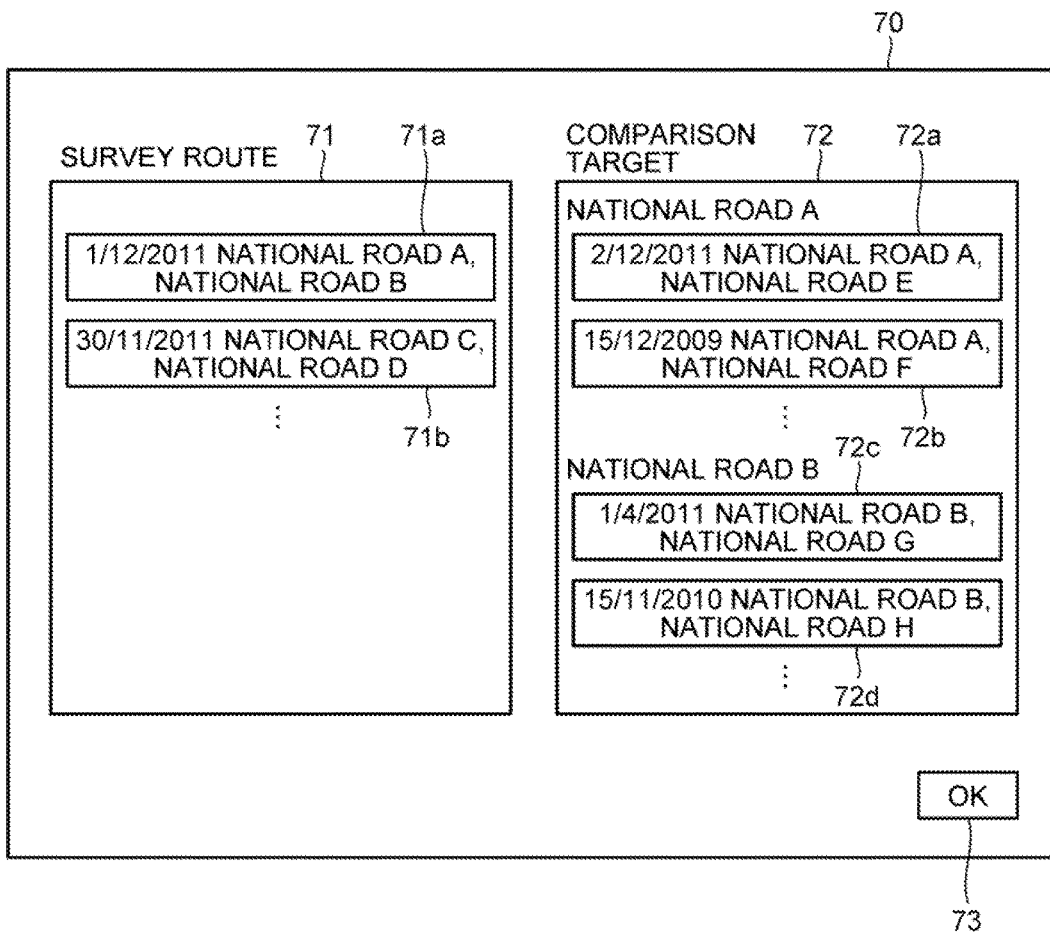 70
SURVEY ROUTE
71
71a
1/12/2011 NATIONAL ROAD A,
NATIONAL ROAD B
30/11/2011 NATIONAL ROAD C,
NATIONAL ROAD D
⋮
71b
COMPARISON
TARGET
72
72a
NATIONAL ROAD A
2/12/2011 NATIONAL ROAD A,
NATIONAL ROAD E
15/12/2009 NATIONAL ROAD A,
NATIONAL ROAD F
⋮
72b
72c
NATIONAL ROAD B
1/4/2011 NATIONAL ROAD B,
NATIONAL ROAD G
15/11/2010 NATIONAL ROAD B,
NATIONAL ROAD H
⋮
72d
OK
73